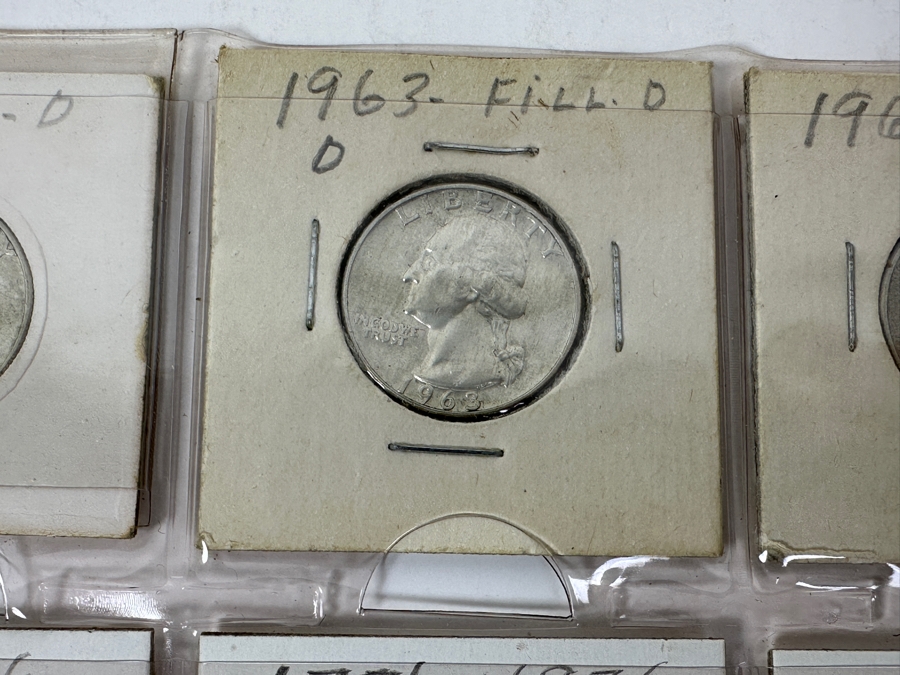 - D
1963- FiLL. D
D
196
LIBERTY
IN GOD WE
TRUST
1963